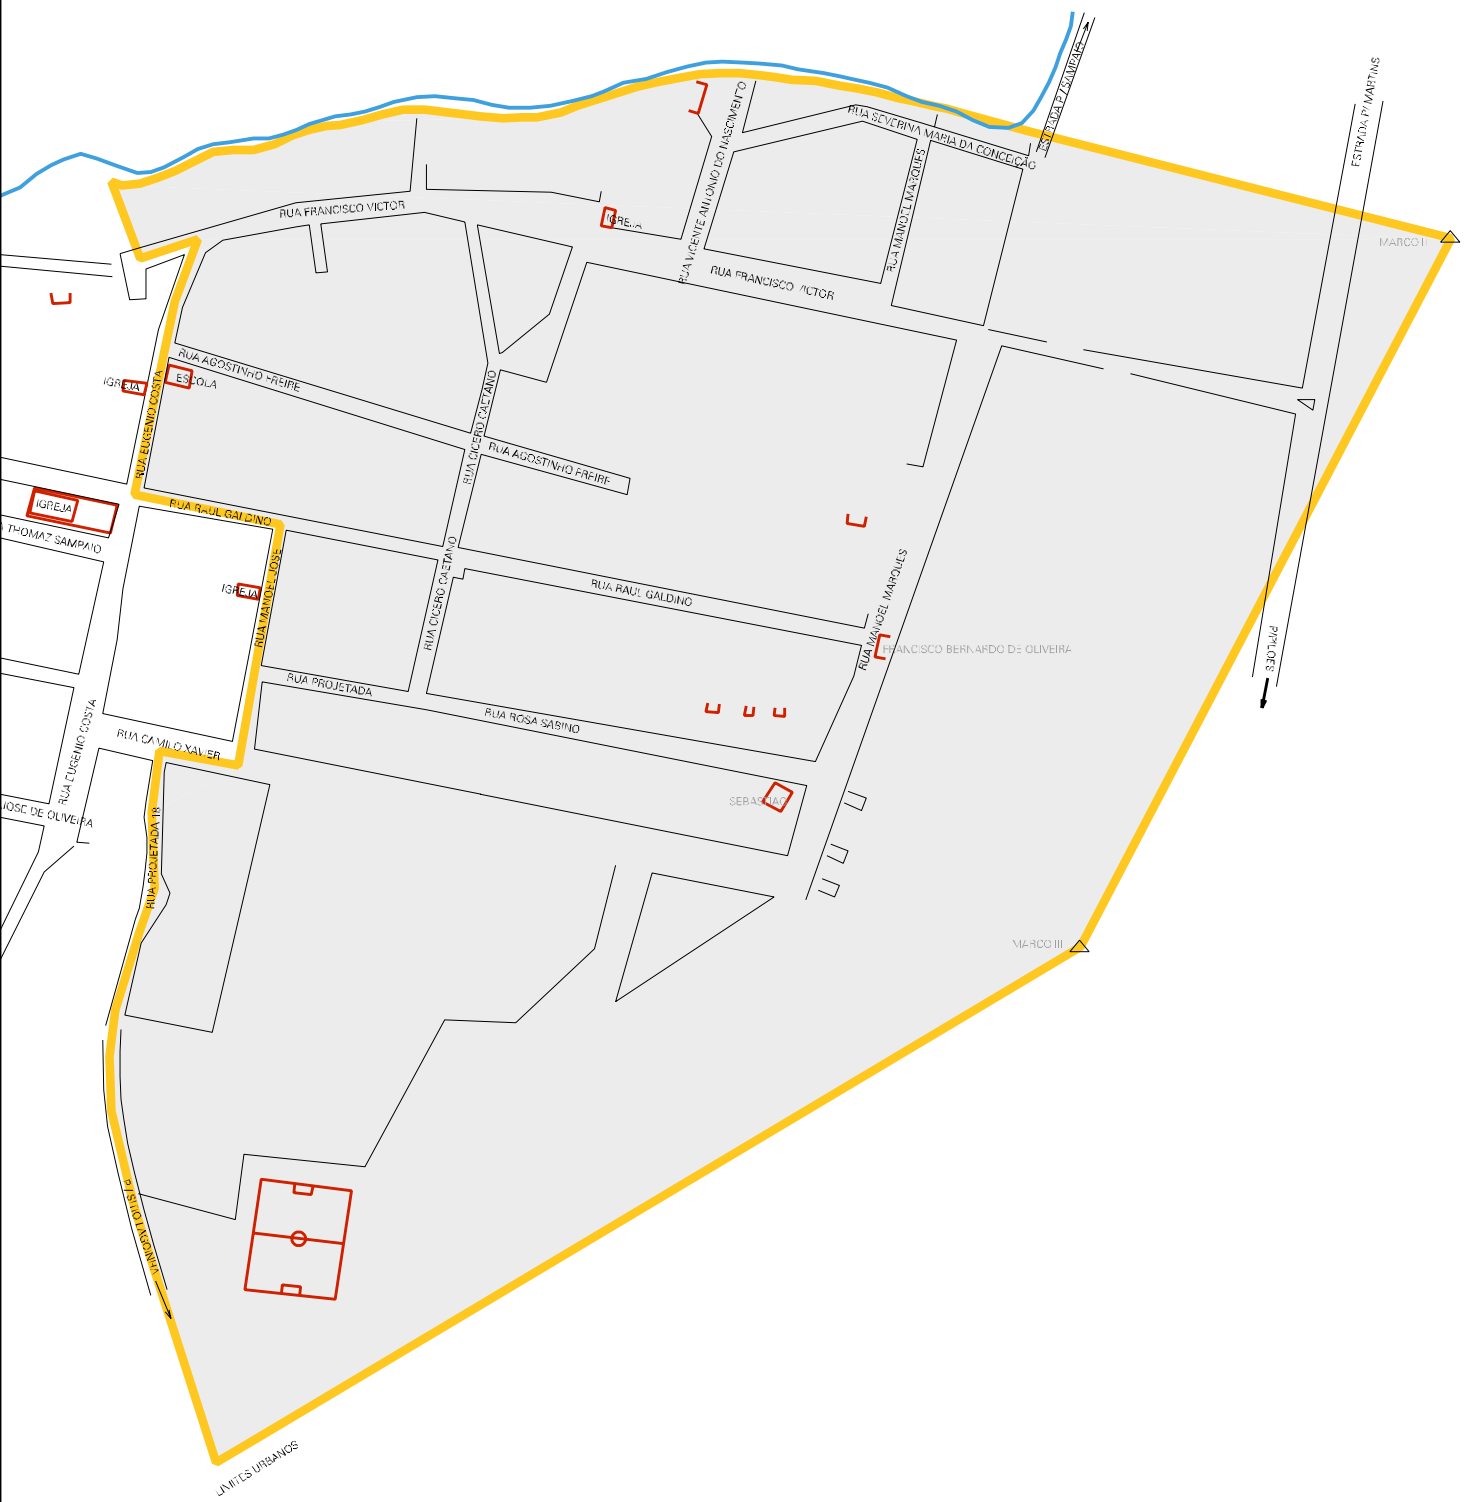 ESTRADA P/ SAMPAIO
ESTRADA P/ MARTINS
RUA VICENTE ANTONIO DO NASCIMENTO
RUA SEVERINA MARIA DA CONCEIÇÃO
RUA MANOEL MARQUES
RUA FRANCISCO VICTOR
IGREJA
MARCO II
RUA FRANCISCO VICTOR
RUA AGOSTINHO FREIRE
IGREJA
ESCOLA
RUA EUGENIO COSTA
RUA CICERO CAETANO
RUA AGOSTINHO FREIRE
IGREJA
RUA RAUL GALDINO
THOMAZ SAMPAIO
IGREJA
RUA MANOEL JOSE
RUA CICERO CAETANO
RUA RAUL GALDINO
RUA MANOEL MARQUES
FRANCISCO BERNARDO DE OLIVEIRA
RUA PROJETADA
RUA ROSA SABINO
RUA EUGENIO COSTA
RUA CAMILO XAVIER
JOSE DE OLIVEIRA
SEBASTIAO
RUA PROJETADA 18
MARCO III
P / SITIO LAGOINHA
LIMITES URBANOS